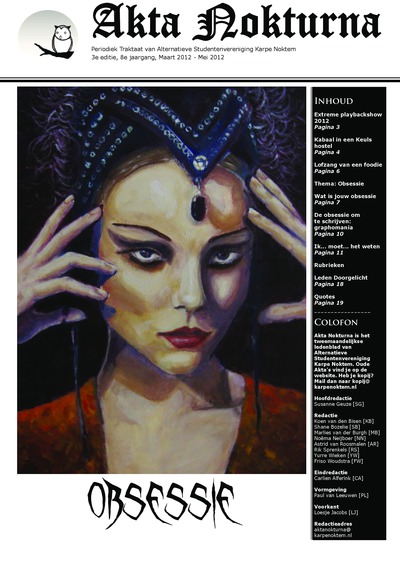 Akta Nokturna
Periodiek Traktaat van Alternatieve Studentenvereniging Karpe Noktem
3e editie, 8e jaargang, Maart 2012 - Mei 2012
Inhoud
Extreme playbackshow
2012
Pagina 3
Kabaal in een Keuls
hostel
Pagina 4
Lofzang van een foodie
Pagina 6
Thema: Obsessie
Wat is jouw obsessie
Pagina 7
De obsessie om
te schrijven:
graphomania
Pagina 10
Ik... moet... het weten
Pagina 11
Rubrieken
Leden Doorgelicht
Pagina 18
Quotes
Pagina 19
Colofon
Akta Nokturna is het
tweemaandelijkse
ledenblad van
Alternatieve
Studentenvereniging
Karpe Noktem. Oude
Akta's vind je op de
website. Heb je kopij?
Mail dan naar kopij@
karpenoktem.nl
Hoofdredactie
Susanne Geuze [SG]
Redactie
Koen van den Bisen [KB]
Shane Bozelie [SB]
Marlies van der Burgh [MB]
Noëma Neijboer [NN]
Astrid van Roosmalen [AR]
Rik Sprenkels [RS]
Yurre Wieken [YW]
Friso Woudstra [FW]
Eindredactie
Carlien Alferink [CA]
Vormgeving
Paul van Leeuwen [PL]
Voorkant
Loesje Jacobs [LJ]
Redactieadres
aktanokturna@
karpenoktem.nl
OBSESSIE